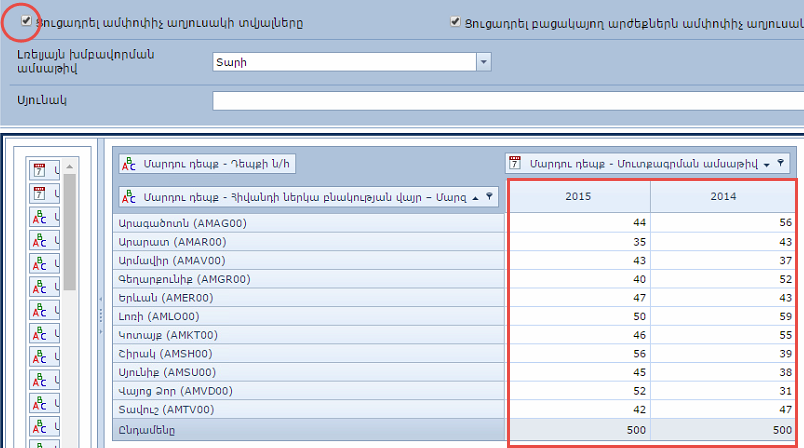 Ցուցադրել ամփոփիչ աղյուսակի տվյալները
Ցուցադրել բացակայող արժեքներն ամփոփիչ աղյուսակ
Լռելյայն խմբավորման
ամսաթիվ
Տարի
Սյունակ
Մարդու դեպք - Դեպքի ն/հ
Մարդու դեպք - Մուտքագրման ամսաթիվ
Մարդու դեպք - Հիվանդի ներկա բնակության վայր – Մարզ
2015 2014
Արագածոտն (AMAG00) 44 56
Արարատ (AMAR00) 35 43
Արմավիր (AMAV00) 43 37
Գեղարքունիք (AMGR00) 40 52
Երևան (AMER00) 47 43
Լոռի (AMLO00) 50 59
Կոտայք (AMKT00) 46 55
Շիրակ (AMSH00) 56 39
Սյունիք (AMSU00) 45 38
Վայոց Ձոր (AMVD00) 52 31
Տավուշ (AMTV00) 42 47
Ընդամենը 500 500